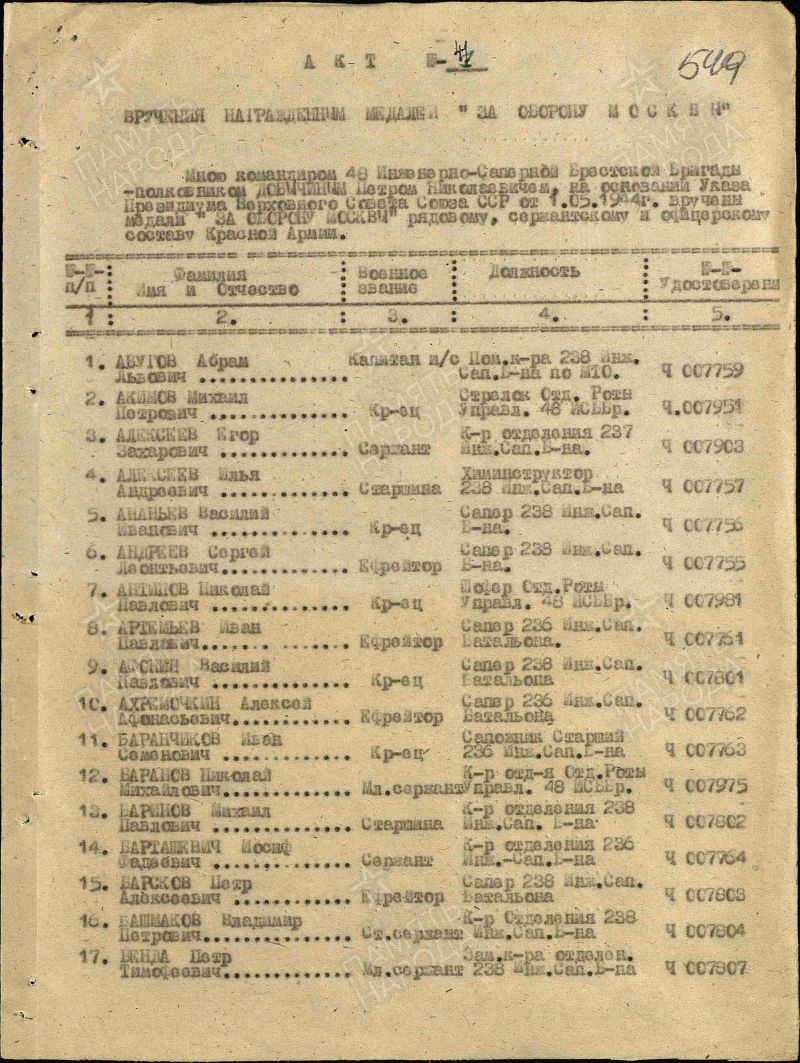 549
АКТ №-41
ВРУЧЕНИЯ НАГРАЖДЕННЫМ МЕДАЛЕЙ " ЗА ОБОРОНУ МОСКВЫ"
Мною командиром 48 Инженерно-Саперной Брестской Бригады
-полковником ДОБЫЧИНЫМ Петром Николаевичем, на основании Указа
Президиума Верховного Совета Союза ССР от 1.05.1944г. вручены
медали " ЗА ОБОРОНУ МОСКВЫ" рядовому, сержантскому и офицерскому
составу Красной Армии.
№-№- : Фамилия : Военное : Должность : №-№-
п/п : Имя и Отчество : звание : : Удостоверени
1 : 2. : 3. : 4. : 5.
1. АБУГОВ Абрам Капитан и/с Пом.к-ра 238 Инж.
Львович .............. Сап.Б-на по МТО. Ч 007759
2. АКИМОВ Михаил Стрелок Отд. Роты
Петрович ............. Кр-ец Управл. 48 ИСББр. Ч.007951
3. АЛЕКСЕЕВ Егор К-р отделения 237
Захарович ............ Сержант Инж.Сап.Б-на. Ч 007903
4. АЛЕКСЕЕВ Илья Химинструктор
Андреевич ............ Старшина 238 Инж.Сап.Б-на Ч 007757
5. АНАНЬЕВ Василий Сапер 238 Инж.Сап.
Иванович ............. Кр-ец Б-на. Ч 007756
6. АНДРЕЕВ Сергей Сапер 238 Инж.Сап.
Леонтьевич............ Ефрейтор Б-на. Ч 007755
7. АНТИПОВ Николай Шофер Отд.Роты
Павлович ............. Кр-ец Управл. 48 ИСББр. Ч 007981
8. АРТЕМЬЕВ Иван Сапер 236 Инж.Сап.
Павлович.............. Ефрейтор Батальона. Ч 007761
9. Василий Сапер 238 Инж.Сап.
Павлович ............. Кр-ец Батальона Ч 007801
10. АХРЕМОЧКИН Алексей Сапер 236 Инж.Сап.
Афонасьевич........... Ефрейтор Батальона Ч 007762
11. БАРАНЧИКОВ Иван Сапожник Старший
Семенович ............ Кр-ец 236 Инж.Сап.Б-на Ч 007763
12. БАРАНОВ Николай К-р отд-я Отд.Роты
Михайлович............ Мл.сержант Управл. 48 ИСББр. Ч 007975
13. БАРИНОВ Михаил К-р отделения 238
Павлович ............. Старшина Инж.Сап. Б-на Ч 007802
14. БАРТАШЕВИЧ Иосиф К-р отделения 236
Фадеевич ............. Сержант Инж.-Сап.Б-на Ч 007764
15. БАРСКОВ Петр Сапер 238 Инж.Сап.
Алексеевич ........... Ефрейтор Батальона Ч 007803
16. БАШМАКОВ Владимир К-р Отделения 238
Петрович.............. Ст.сержант Инж.Сап.Б-на Ч 007804
17. БЕНДА Петр Зам.к-ра отделен.
Тимофеевич............ Мл.сержант 238 Инж.Сап.Б-на Ч 007807